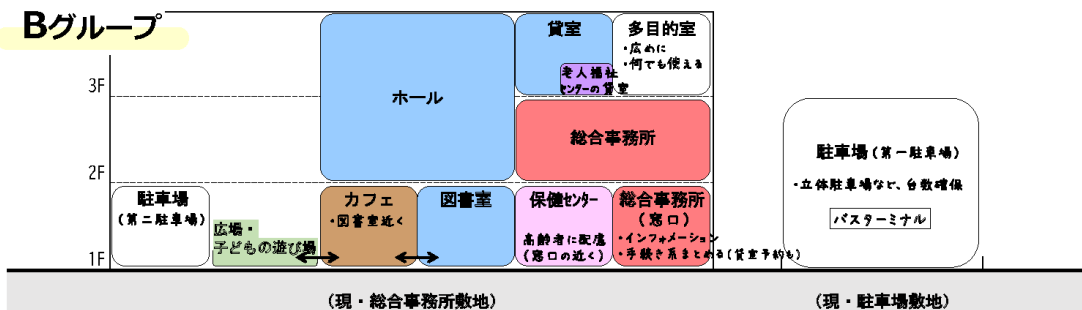 Bグループ
3F
2F
1F
ホール
貸室
老人福祉
センターの貸室
多目的室
・広めに
・何でも使える
総合事務所
駐車場
(第二駐車場)
広場・
子どもの遊び場
カフェ
・図書室近く
図書室
保健センター
高齢者に配慮
(窓口の近く)
総合事務所
(窓口)
・インフォメーション
・手続き系まとめる(貸室予約も)
駐車場(第一駐車場)
・立体駐車場など、台数確保
バスターミナル
(現・総合事務所敷地)
(現・駐車場敷地)